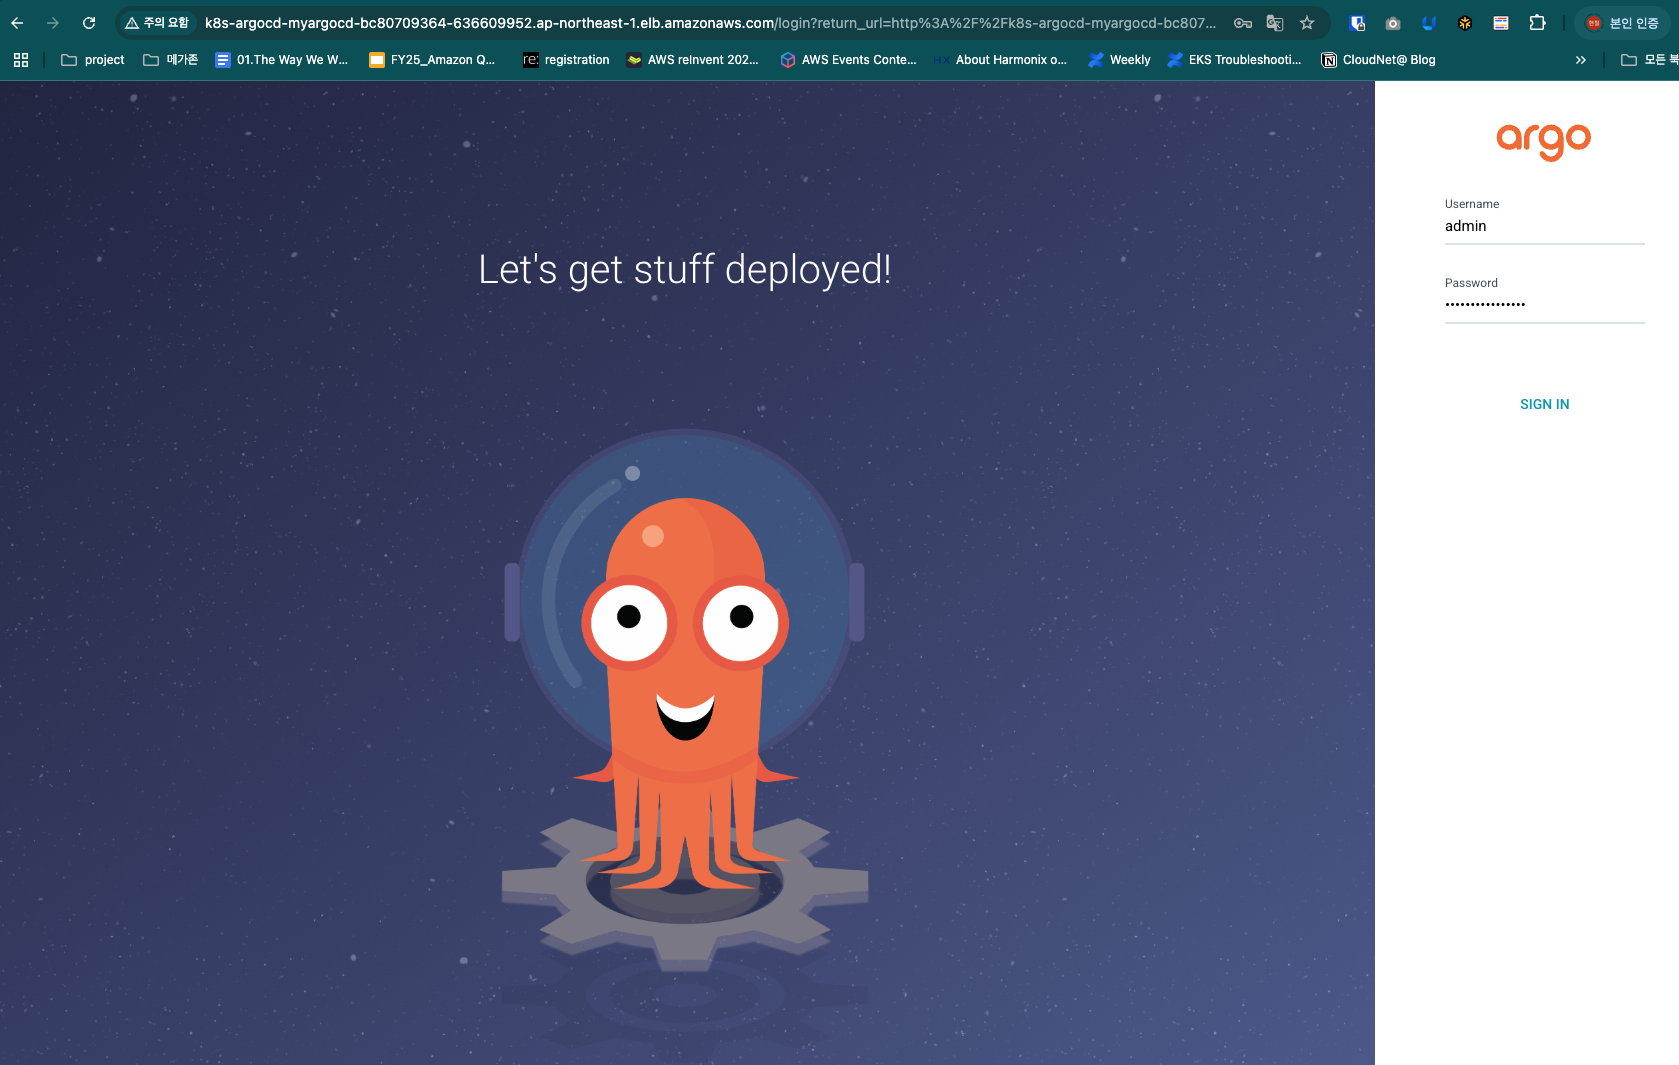 주의 요함
k8s-argocd-myargocd-bc80709364-636609952.ap-northeast-1.elb.amazonaws.com/login?return_url=http%3A%2F%2Fk8s-argocd-myargocd-bc807...
본인 인증
project
메가존
01.The Way We W...
FY25_Amazon Q...
re:
registration
AWS reInvent 202...
AWS Events Conte...
HX
About Harmonix o...
Weekly
EKS Troubleshooti...
CloudNet@ Blog
모든 북
argo
Username
admin
Let's get stuff deployed!
Password
••••••••••••••••
SIGN IN